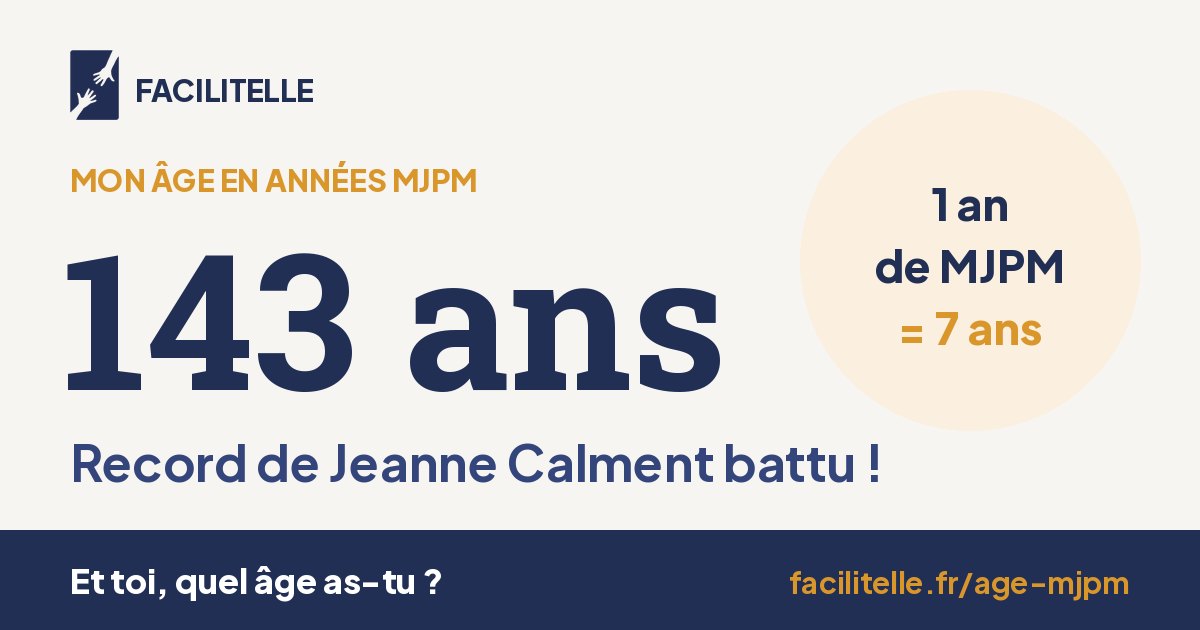 FACILITELLE
MON ÂGE EN ANNÉES MJPM
143 ans
Record de Jeanne Calment battu !
1 an
de MJPM
= 7 ans
Et toi, quel âge as-tu ?
facilitelle.fr/age-mjpm